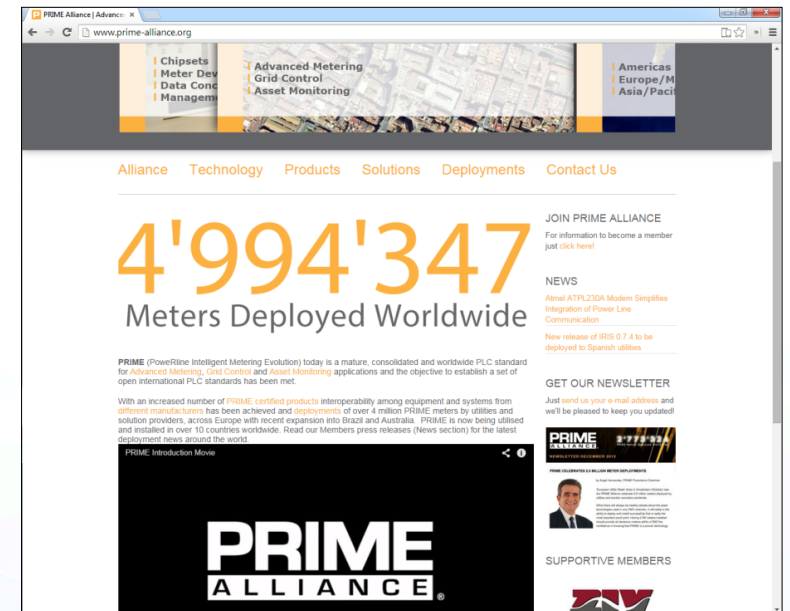 PRIME Alliance | Advance
www.prime-alliance.org
Chipsets
Meter Dev
Data Conc
Managem
Advanced Metering
Grid Control
Asset Monitoring
Americas
Europe/M
Asia/Pacif
Alliance Technology Products Solutions Deployments Contact Us
4'994'347
Meters Deployed Worldwide
PRIME (PoweRline Intelligent Metering Evolution) today is a mature, consolidated and worldwide PLC standard
for Advanced Metering, Grid Control and Asset Monitoring applications and the objective to establish a set of
open international PLC standards has been met.
With an increased number of PRIME certified products interoperability among equipment and systems from
different manufacturers has been achieved and deployments of over 4 million PRIME meters by utilities and
solution providers, across Europe with recent expansion into Brazil and Australia. PRIME is now being utilised
and installed in over 10 countries worldwide. Read our Members press releases (News section) for the latest
deployment news around the world.
PRIME Introduction Movie
PRIME
ALLIANCE®
JOIN PRIME ALLIANCE
For information to become a member
just click here!
NEWS
Atmel ATPL230A Modem Simplifies
Integration of Power Line
Communication
New release of IRIS 0.7.4 to be
deployed to Spanish utilities
GET OUR NEWSLETTER
Just send us your e-mail address and
we'll be pleased to keep you updated!
PRIME
ALLIANCE
2'773'324
NEWSLETTER DECEMBER 2013
PRIME CELEBRATES 2.5 MILLION METER DEPLOYMENTS
SUPPORTIVE MEMBERS
ZIV